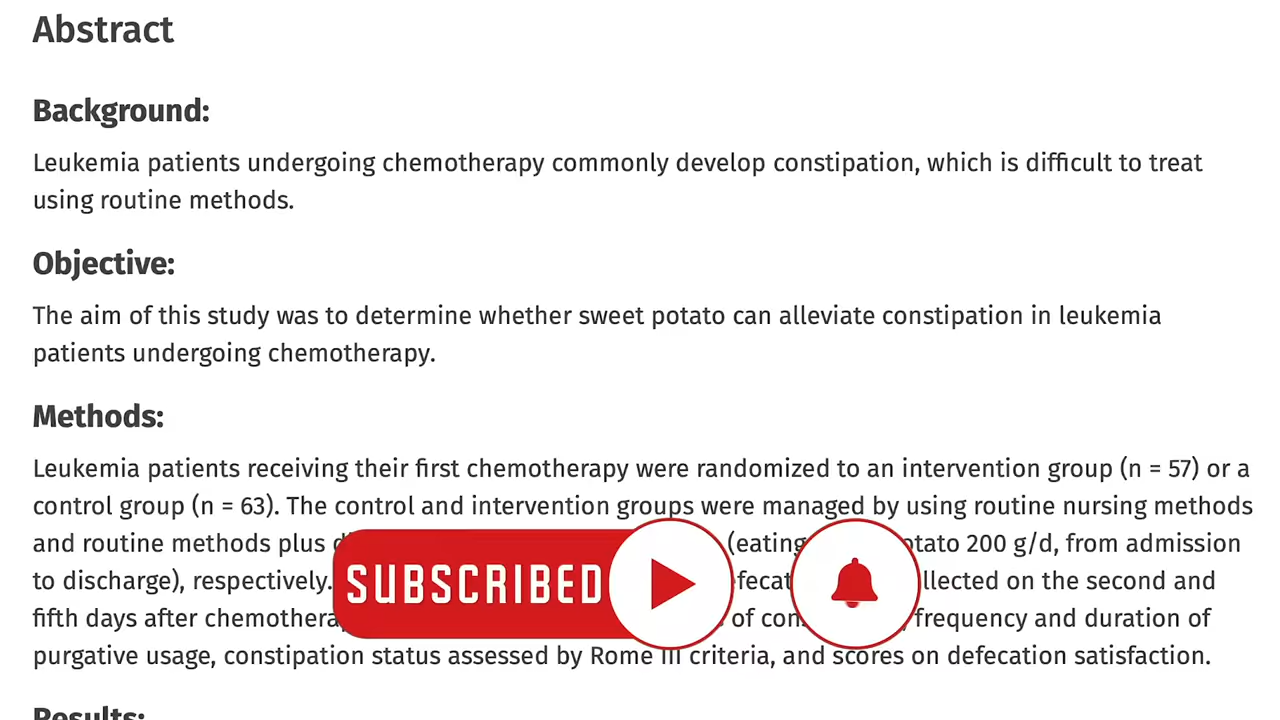 Abstract
Background:
Leukemia patients undergoing chemotherapy commonly develop constipation, which is difficult to treat
using routine methods.
Objective:
The aim of this study was to determine whether sweet potato can alleviate constipation in leukemia
patients undergoing chemotherapy.
Methods:
Leukemia patients receiving their first chemotherapy were randomized to an intervention group (n = 57) or a
control group (n = 63). The control and intervention groups were managed by using routine nursing methods
and routine methods plus (eating 200 g/d, from admission
to discharge), respectively. on the second and
fifth days after of frequency and duration of
purgative usage, constipation status assessed by Rome III criteria, and scores on defecation satisfaction.
SUBSCRIBED
Results: